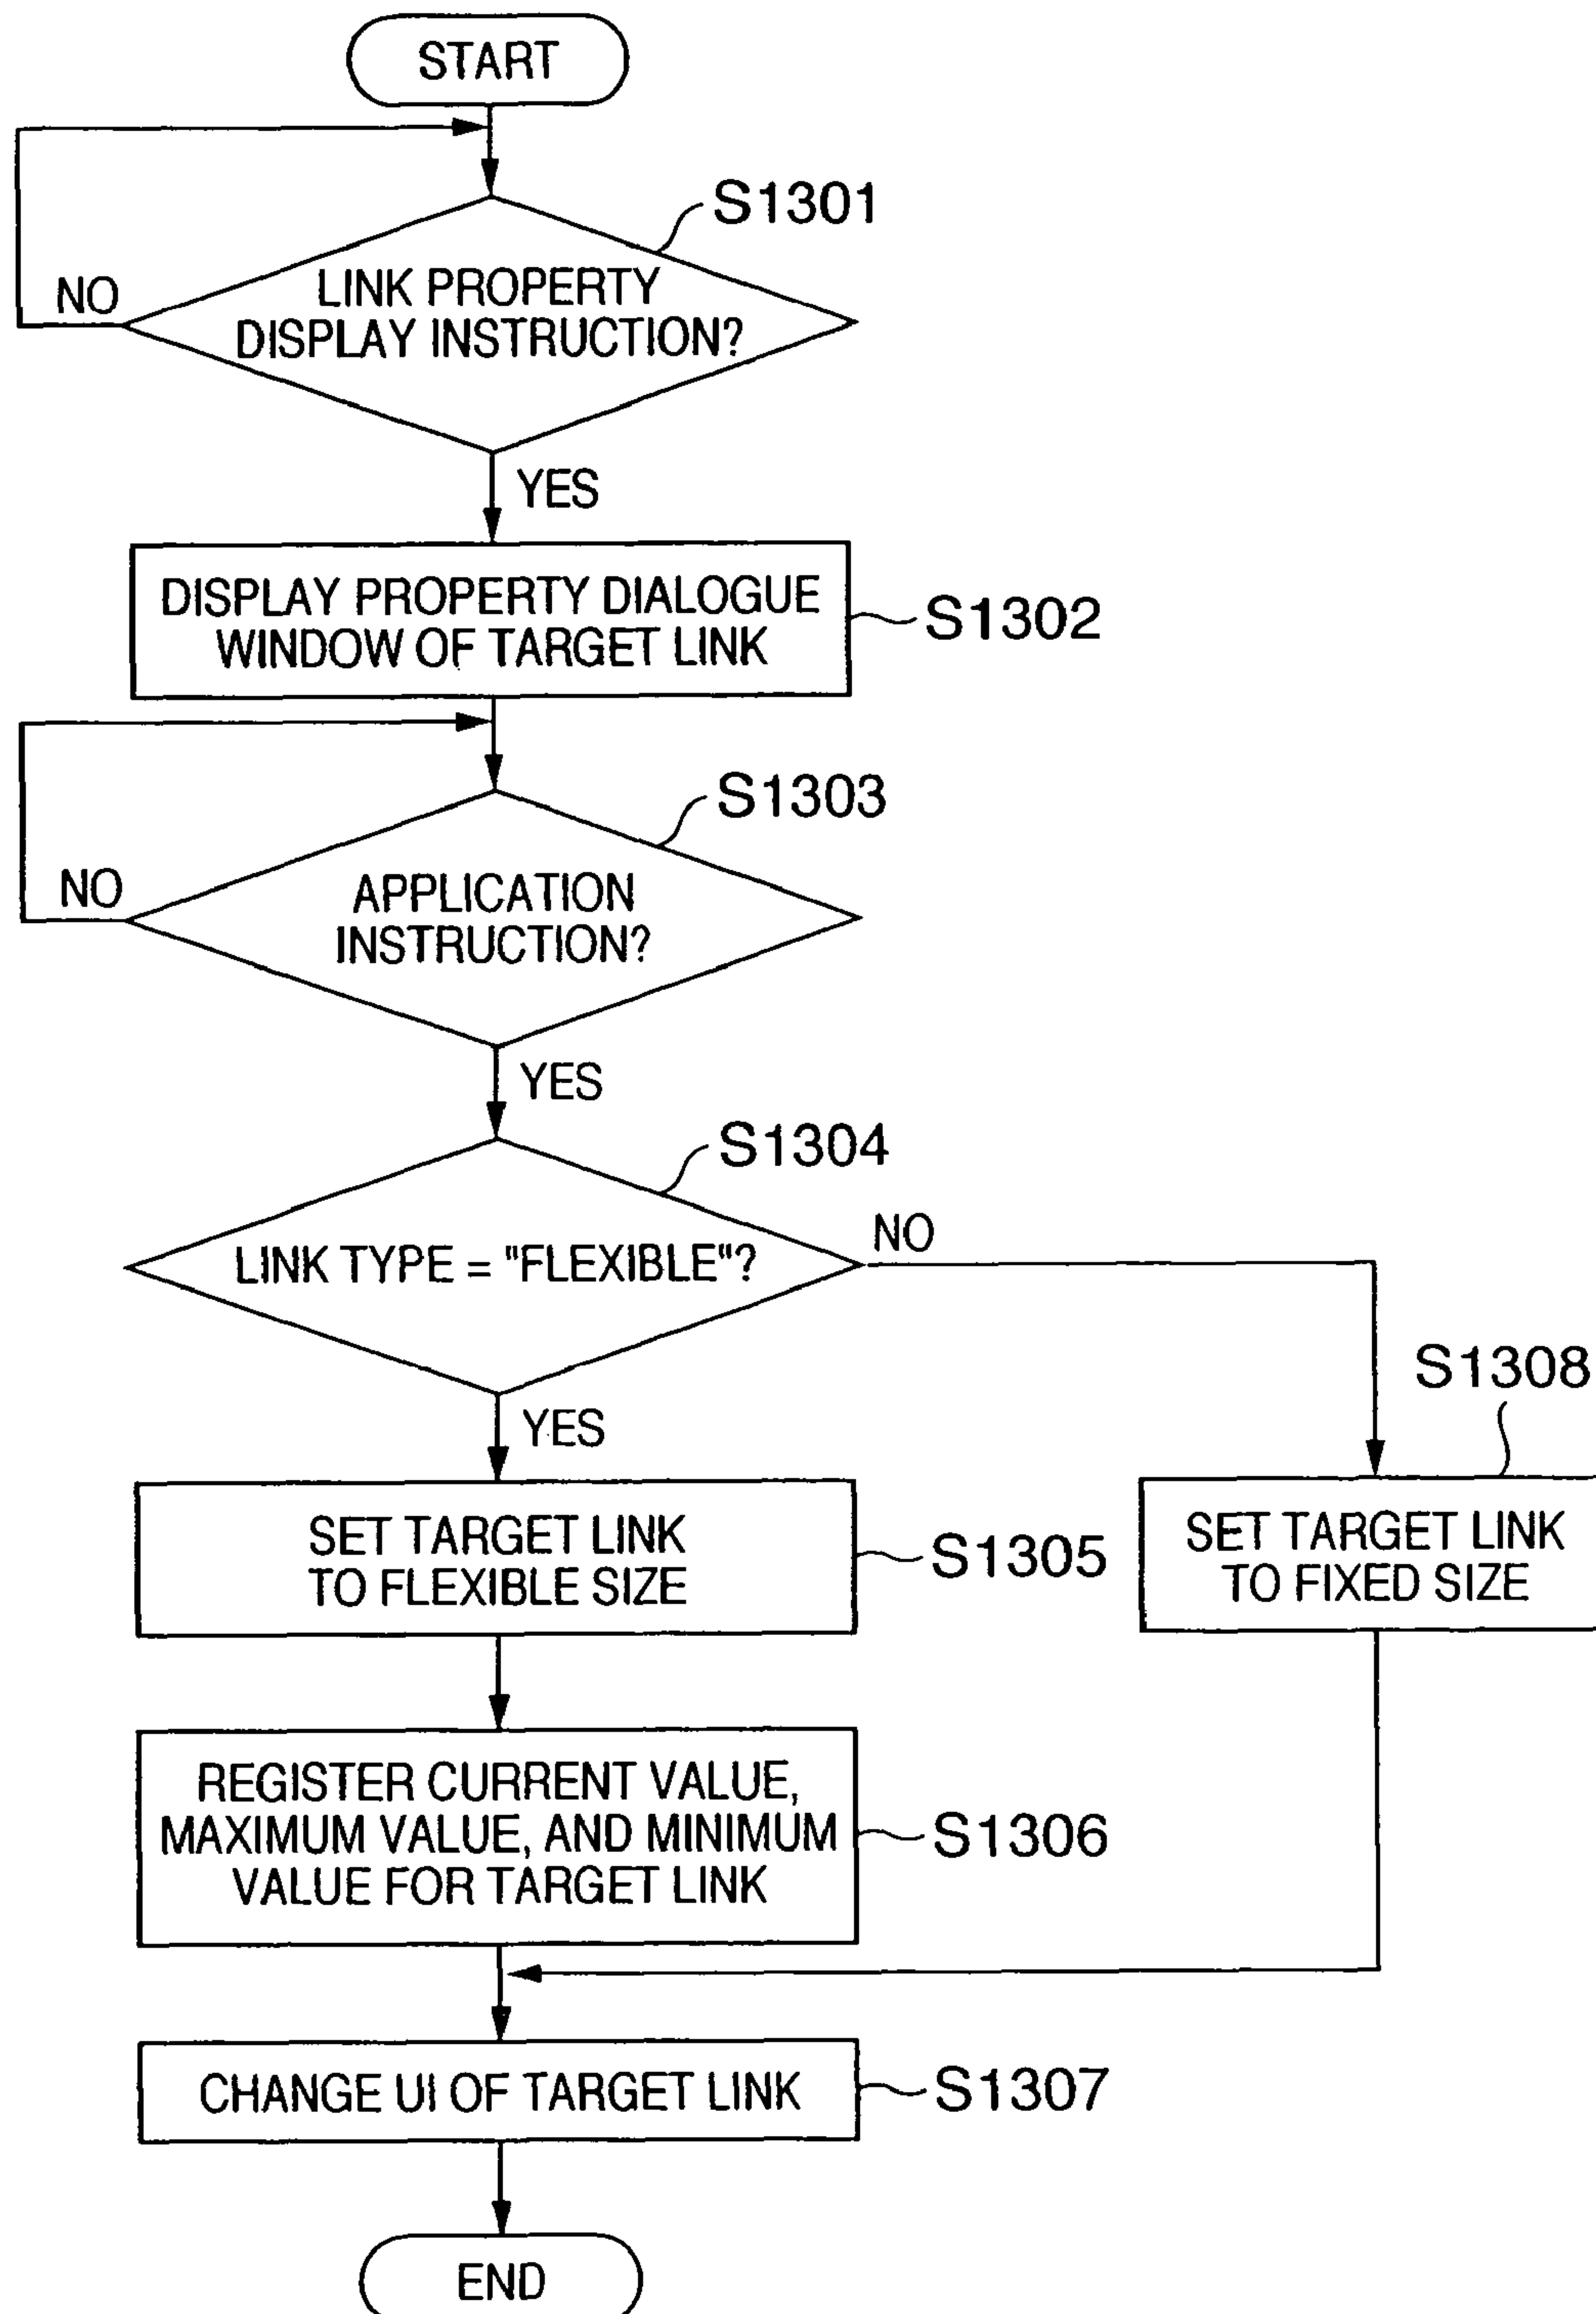 START
S1301
LINK PROPERTY
DISPLAY INSTRUCTION?
NO
YES
DISPLAY PROPERTY DIALOGUE
WINDOW OF TARGET LINK
S1302
S1303
APPLICATION
INSTRUCTION?
NO
YES
S1304
LINK TYPE = "FLEXIBLE"?
NO
YES
S1308
SET TARGET LINK
TO FLEXIBLE SIZE
S1305
SET TARGET LINK
TO FIXED SIZE
REGISTER CURRENT VALUE,
MAXIMUM VALUE, AND MINIMUM
VALUE FOR TARGET LINK
S1306
CHANGE UI OF TARGET LINK
S1307
END